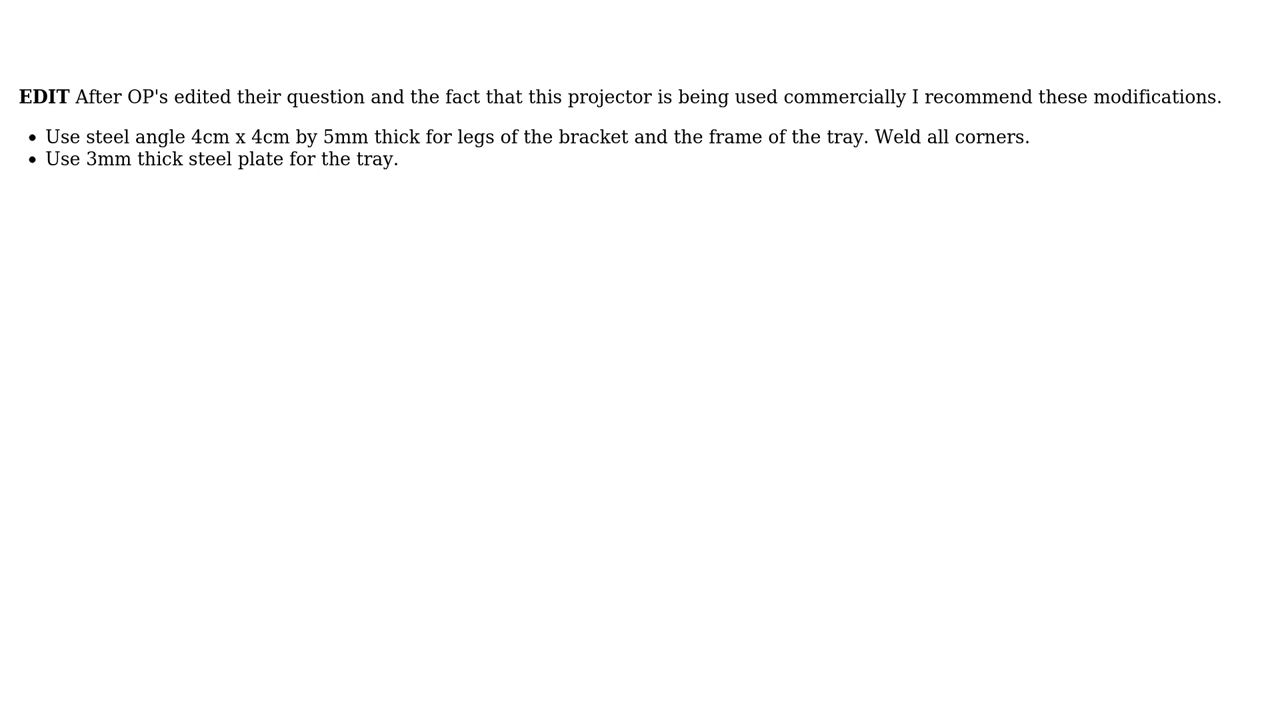 EDIT After OP's edited their question and the fact that this projector is being used commercially I recommend these modifications.
• Use steel angle 4cm x 4cm by 5mm thick for legs of the bracket and the frame of the tray. Weld all corners.
• Use 3mm thick steel plate for the tray.